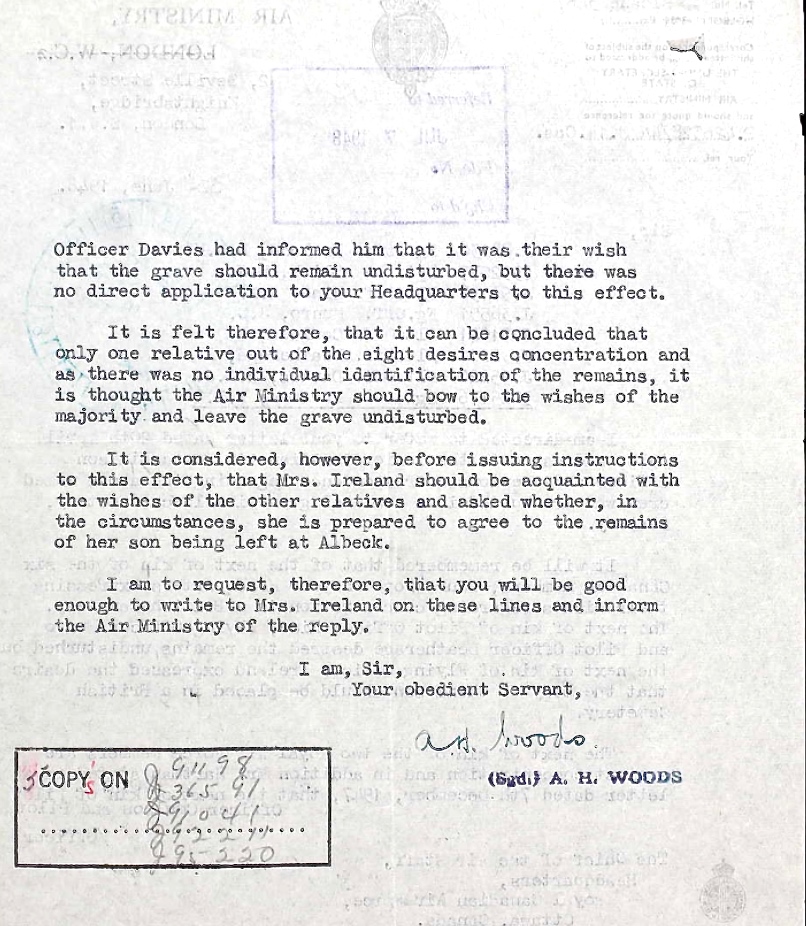 Officer Davies had informed him that it was their wish
that the grave should remain undisturbed, but there was
no direct application to your Headquarters to this effect.
It is felt therefore, that it can be concluded that
only one relative out of the eight desires concentration and
as there was no individual identification of the remains, it
is thought the Air Ministry should bow to the wishes of the
majority and leave the grave undisturbed.
It is considered, however, before issuing instructions
to this effect, that Mrs. Ireland should be acquainted with
the wishes of the other relatives and asked whether, in
the circumstances, she is prepared to agree to the remains
of her son being left at Albeck.
I am to request, therefore, that you will be good
enough to write to Mrs. Ireland on these lines and inform
the Air Ministry of the reply.
I am, Sir,
Your obedient Servant,
A.H. Woods.
(Sgd.) A. H. WOODS
5 COPY's ON J 91198
J 36591
J 91041
J 95220